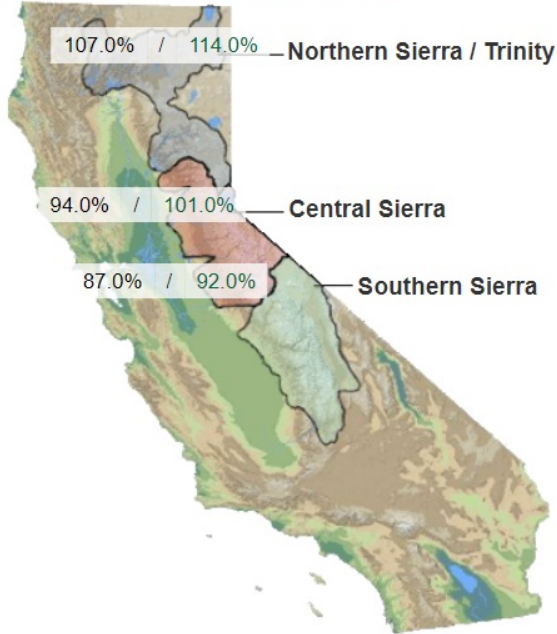 107.0% / 114.0% Northern Sierra / Trinity
94.0% / 101.0% Central Sierra
87.0% / 92.0% Southern Sierra